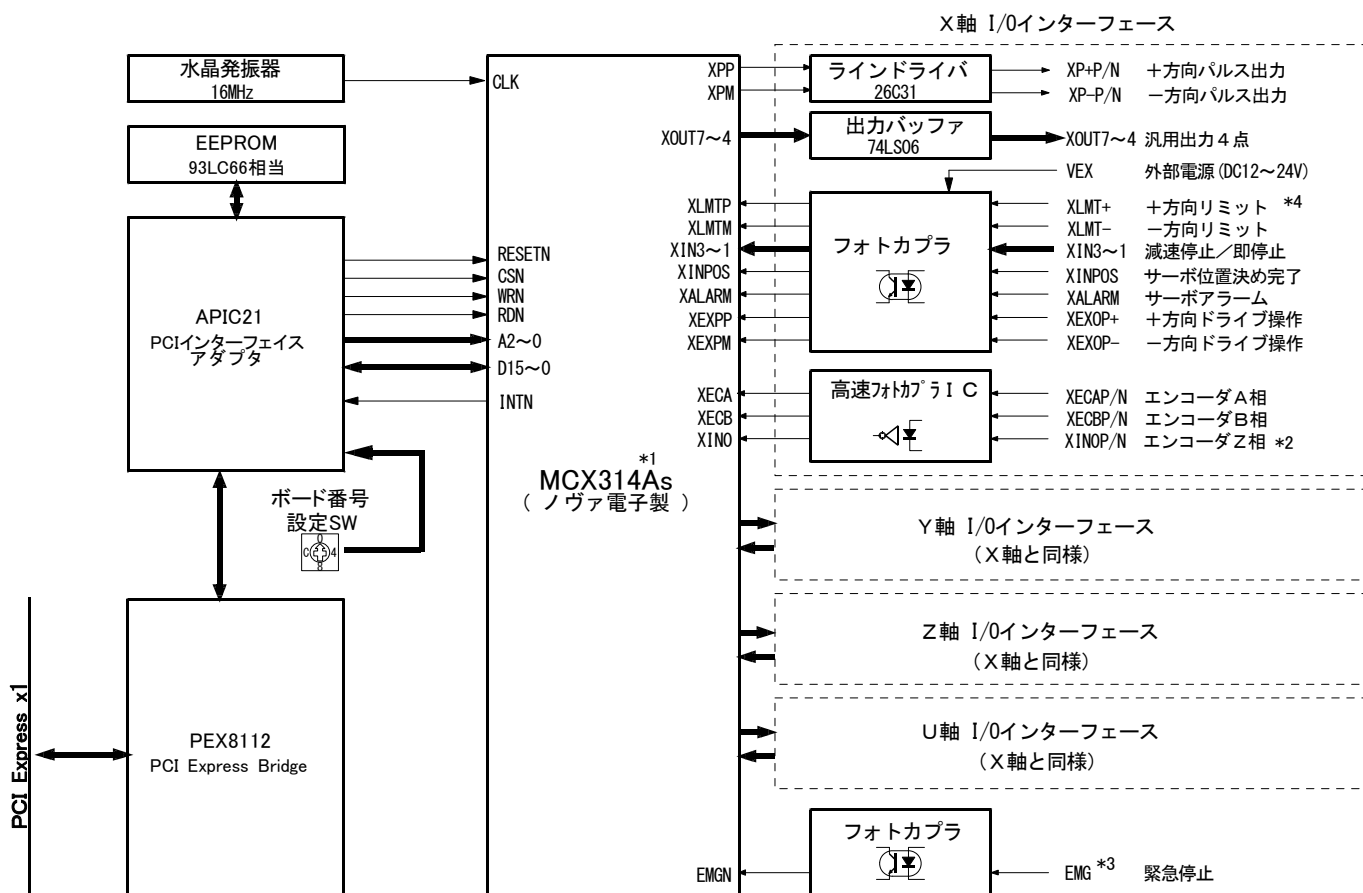 X軸 I/Oインターフェース
水晶発振器
16MHz
CLK
EEPROM
93LC66相当
APIC21
PCIインターフェイス
アダプタ
RESETN
CSN
WRN
RDN
A2～0
D15～0
INTN
ボード番号
設定SW
0
C 4
8
PCI Express x1
PEX8112
PCI Express Bridge
*1
MCX314As
( ノヴァ電子製 )
XPP
XPM
XOUT7～4
XLMTP
XLMTM
XIN3～1
XINPOS
XALARM
XEXPP
XEXPM
XECA
XECB
XINO
EMGN
ラインドライバ
26C31
出力バッファ
74LS06
フォトカプラ
高速フォトカプラＩＣ
XP+P/N ＋方向パルス出力
XP-P/N －方向パルス出力
XOUT7～4 汎用出力４点
VEX 外部電源(DC12～24V)
XLMT+ ＋方向リミット *4
XLMT- －方向リミット
XIN3～1 減速停止／即停止
XINPOS サーボ位置決め完了
XALARM サーボアラーム
XEXOP+ ＋方向ドライブ操作
XEXOP- －方向ドライブ操作
XECAP/N エンコーダＡ相
XECBP/N エンコーダＢ相
XINOP/N エンコーダＺ相 *2
Y軸 I/Oインターフェース
(X軸と同様)
Z軸 I/Oインターフェース
(X軸と同様)
U軸 I/Oインターフェース
(X軸と同様)
フォトカプラ
EMG *3 緊急停止